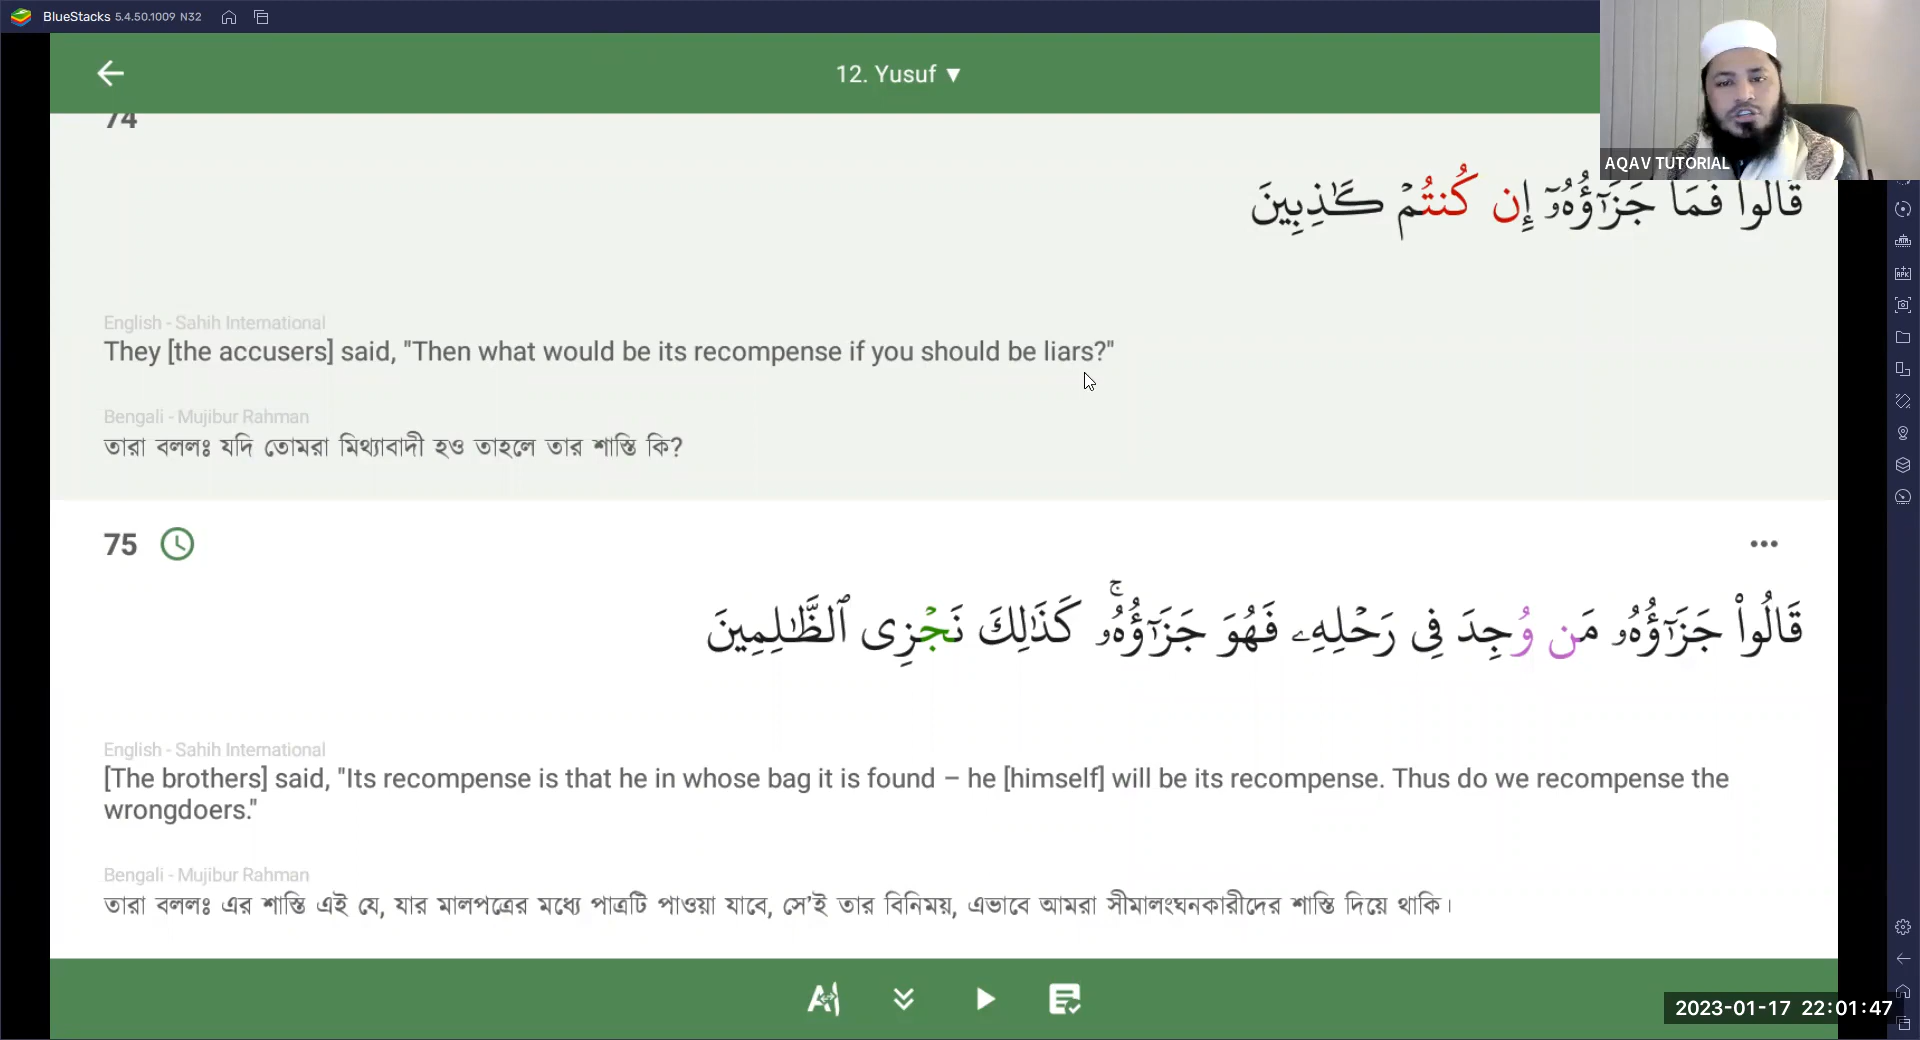 BlueStacks 5.4.50.1009 N32
12. Yusuf ▼
AQAV TUTORIAL
74
قَالُوا۟ فَمَا جَزَٰٓؤُهُۥٓ إِن كُنتُمْ كَـٰذِبِينَ
English - Sahih International
They [the accusers] said, "Then what would be its recompense if you should be liars?"
Bengali - Mujibur Rahman
তারা বললঃ যদি তোমরা মিথ্যাবাদী হও তাহলে তার শাস্তি কি?
75
قَالُوا۟ جَزَٰٓؤُهُۥ مَن وُجِدَ فِى رَحْلِهِۦ فَهُوَ جَزَٰٓؤُهُۥ ۚ كَذَٰلِكَ نَجْزِى ٱلظَّـٰلِمِينَ
English - Sahih International
[The brothers] said, "Its recompense is that he in whose bag it is found – he [himself] will be its recompense. Thus do we recompense the
wrongdoers."
Bengali - Mujibur Rahman
তারা বললঃ এর শাস্তি এই যে, যার মালপত্রের মধ্যে পাত্রটি পাওয়া যাবে, সে'ই তার বিনিময়, এভাবে আমরা সীমালংঘনকারীদের শাস্তি দিয়ে থাকি।
2023-01-17 22:01:47